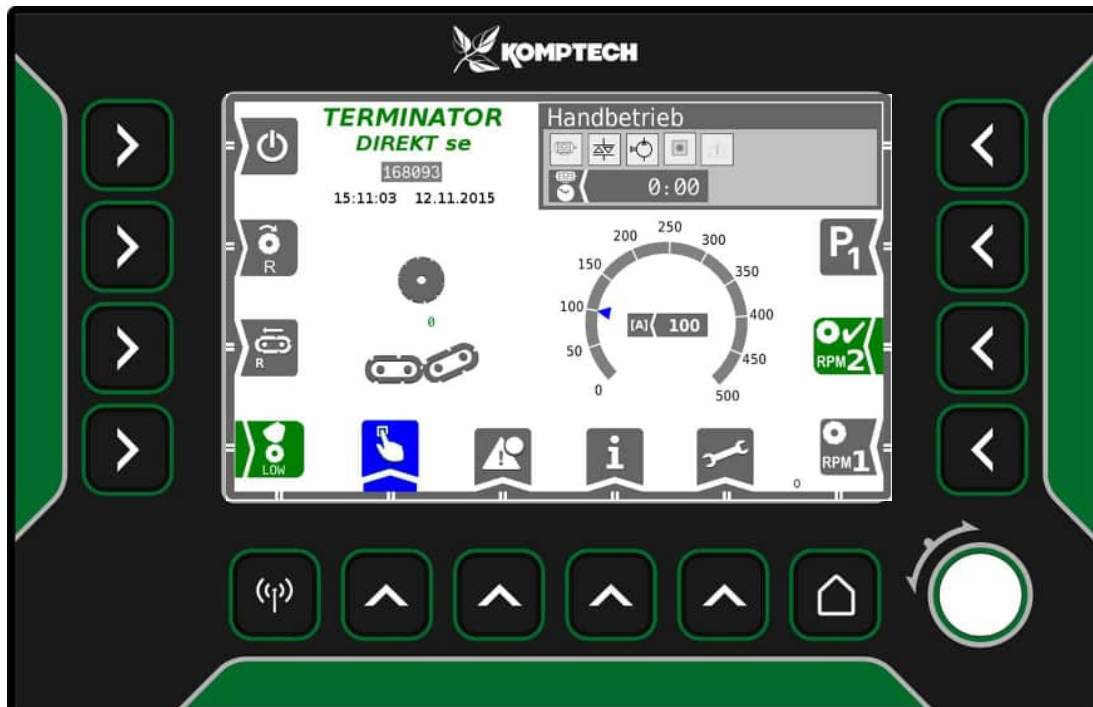 KOMPTECH
TERMINATOR
DIREKT se
168093
15:11:03 12.11.2015
Handbetrieb
0:00
R
R
LOW
0
0
50
100
150
200
250
300
350
400
450
500
[A] 100
P1
RPM2
RPM1
0